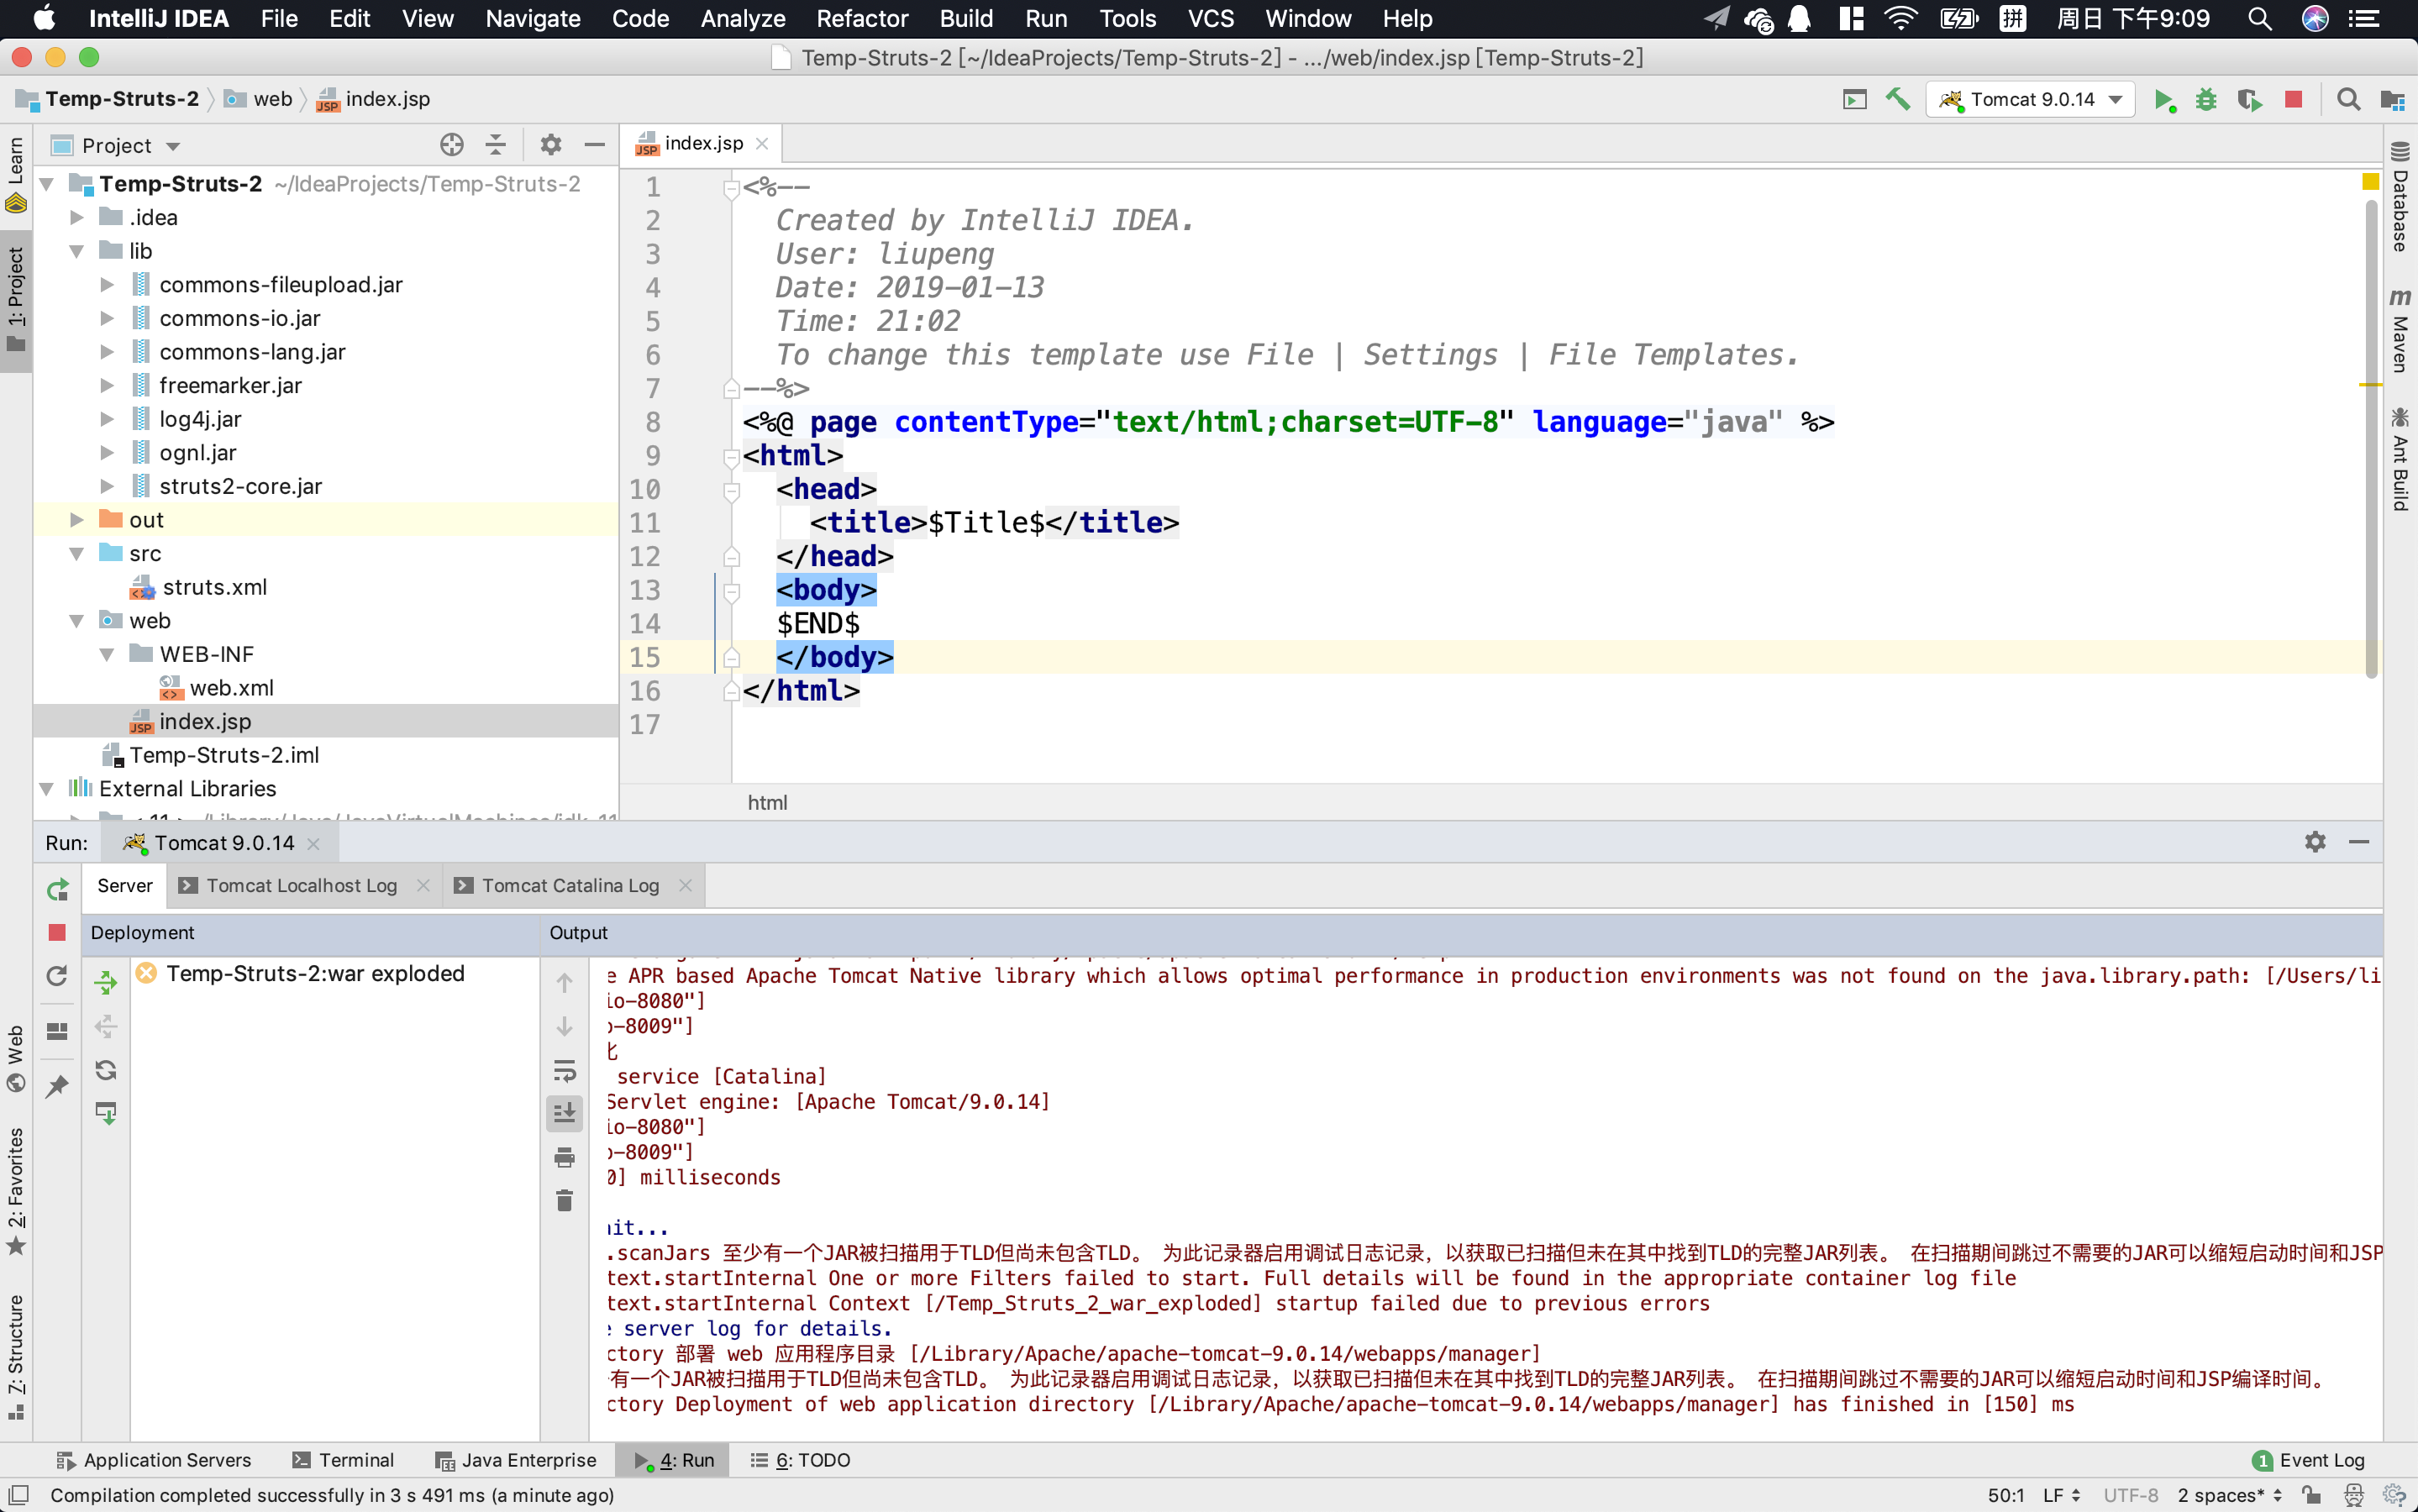 IntelliJ IDEA File Edit View Navigate Code Analyze Refactor Build Run Tools VCS Window Help 拼 周日 下午9:09
Temp-Struts-2 [~/IdeaProjects/Temp-Struts-2] - .../web/index.jsp [Temp-Struts-2]
Temp-Struts-2 web index.jsp Tomcat 9.0.14
Learn
1: Project
Web
2: Favorites
7: Structure
Project
Temp-Struts-2 ~/IdeaProjects/Temp-Struts-2
.idea
lib
commons-fileupload.jar
commons-io.jar
commons-lang.jar
freemarker.jar
log4j.jar
ognl.jar
struts2-core.jar
out
src
struts.xml
web
WEB-INF
web.xml
index.jsp
Temp-Struts-2.iml
External Libraries
index.jsp
1 <%--
2 Created by IntelliJ IDEA.
3 User: liupeng
4 Date: 2019-01-13
5 Time: 21:02
6 To change this template use File | Settings | File Templates.
7 --%>
8 <%@ page contentType="text/html;charset=UTF-8" language="java" %>
9 <html>
10 <head>
11 <title>$Title$</title>
12 </head>
13 <body>
14 $END$
15 </body>
16 </html>
17
html
Database
Maven
Ant Build
Run: Tomcat 9.0.14
Server Tomcat Localhost Log Tomcat Catalina Log
Deployment Output
Temp-Struts-2:war exploded
e APR based Apache Tomcat Native library which allows optimal performance in production environments was not found on the java.library.path: [/Users/li
io-8080"]
-8009"]
service [Catalina]
Servlet engine: [Apache Tomcat/9.0.14]
io-8080"]
-8009"]
0] milliseconds
it...
.scanJars 至少有一个JAR被扫描用于TLD但尚未包含TLD。 为此记录器启用调试日志记录，以获取已扫描但未在其中找到TLD的完整JAR列表。 在扫描期间跳过不需要的JAR可以缩短启动时间和JSP
text.startInternal One or more Filters failed to start. Full details will be found in the appropriate container log file
text.startInternal Context [/Temp_Struts_2_war_exploded] startup failed due to previous errors
e server log for details.
ctory 部署 web 应用程序目录 [/Library/Apache/apache-tomcat-9.0.14/webapps/manager]
有一个JAR被扫描用于TLD但尚未包含TLD。 为此记录器启用调试日志记录，以获取已扫描但未在其中找到TLD的完整JAR列表。 在扫描期间跳过不需要的JAR可以缩短启动时间和JSP编译时间。
ctory Deployment of web application directory [/Library/Apache/apache-tomcat-9.0.14/webapps/manager] has finished in [150] ms
Application Servers Terminal Java Enterprise 4: Run 6: TODO 1 Event Log
Compilation completed successfully in 3 s 491 ms (a minute ago) 50:1 LF UTF-8 2 spaces*